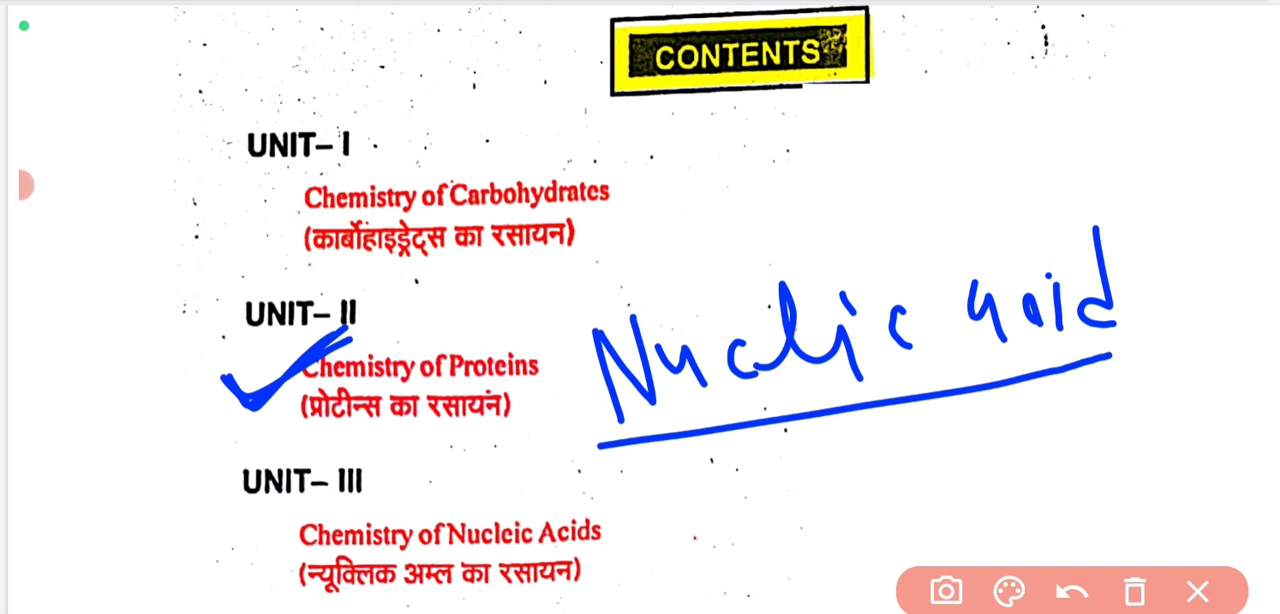 CONTENTS
UNIT– I
Chemistry of Carbohydrates
(कार्बोहाइड्रेट्स का रसायन)
UNIT– II
Chemistry of Proteins
(प्रोटीन्स का रसायन)
Nuclic acid
UNIT– III
Chemistry of Nucleic Acids
(न्यूक्लिक अम्ल का रसायन)